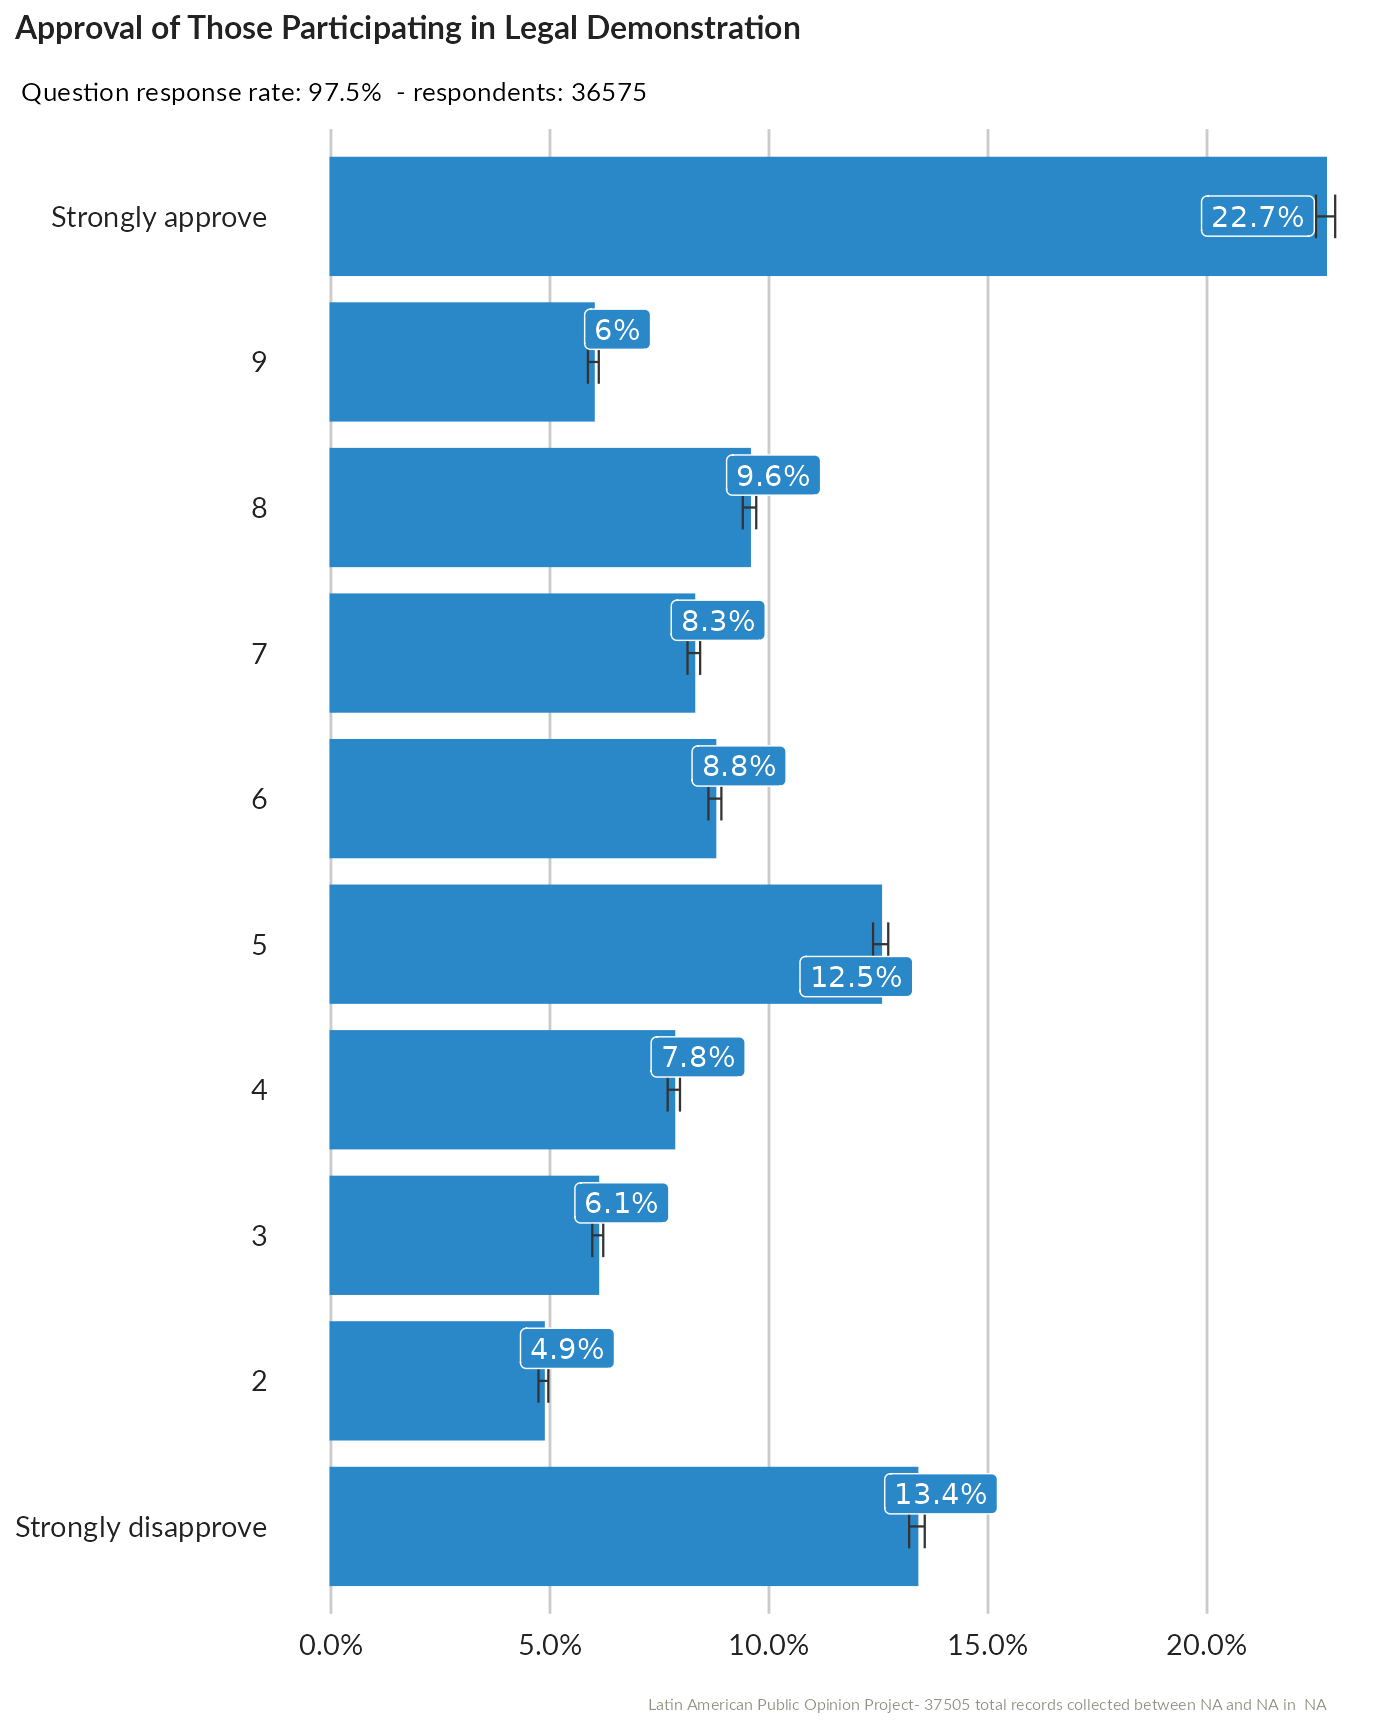 Approval of Those Participating in Legal Demonstration
Question response rate: 97.5%  - respondents: 36575
Strongly approve 22.7%
9 6%
8 9.6%
7 8.3%
6 8.8%
5 12.5%
4 7.8%
3 6.1%
2 4.9%
Strongly disapprove 13.4%
0.0% 5.0% 10.0% 15.0% 20.0%
Latin American Public Opinion Project- 37505 total records collected between NA and NA in  NA